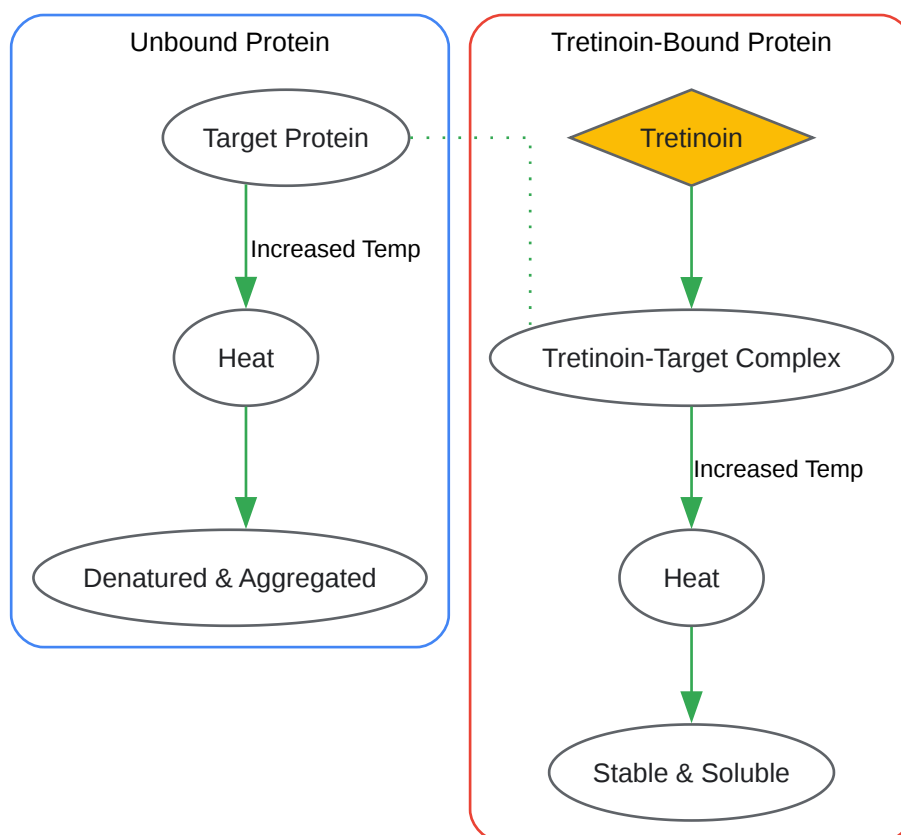 Unbound Protein
Target Protein
Increased Temp
Heat
Denatured & Aggregated
Tretinoin-Bound Protein
Tretinoin
Tretinoin-Target Complex
Increased Temp
Heat
Stable & Soluble